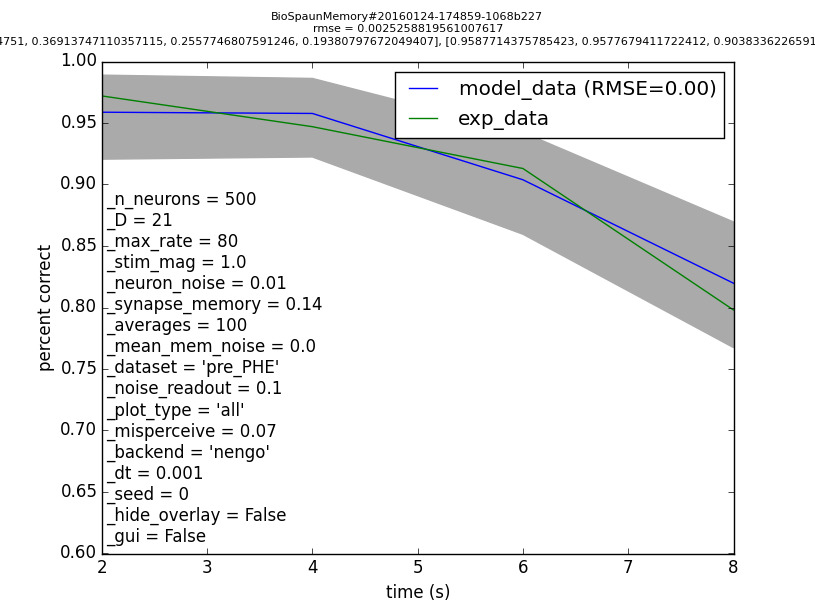 BioSpaunMemory#20160124-174859-1068b227
rmse = 0.0025258819561007617
4751, 0.36913747110357115, 0.2557746807591246, 0.19380797672049407], [0.9587714375785423, 0.9577679411722412, 0.9038336226591
1.00
0.95
0.90
0.85
0.80
0.75
0.70
0.65
0.60
percent correct
model_data (RMSE=0.00)
exp_data
_n_neurons = 500
_D = 21
_max_rate = 80
_stim_mag = 1.0
_neuron_noise = 0.01
_synapse_memory = 0.14
_averages = 100
_mean_mem_noise = 0.0
_dataset = 'pre_PHE'
_noise_readout = 0.1
_plot_type = 'all'
_misperceive = 0.07
_backend = 'nengo'
_dt = 0.001
_seed = 0
_hide_overlay = False
_gui = False
2 3 4 5 6 7 8
time (s)